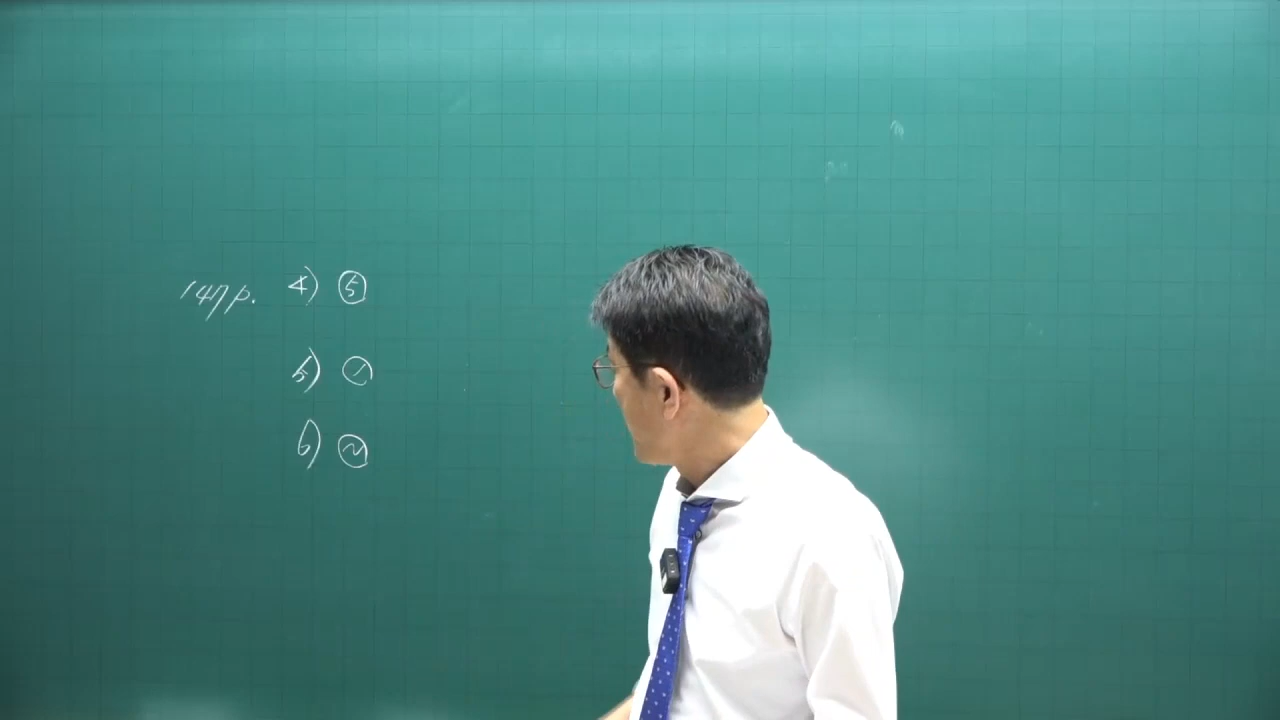 147p. 4) ⑤
5) ①
6) ②